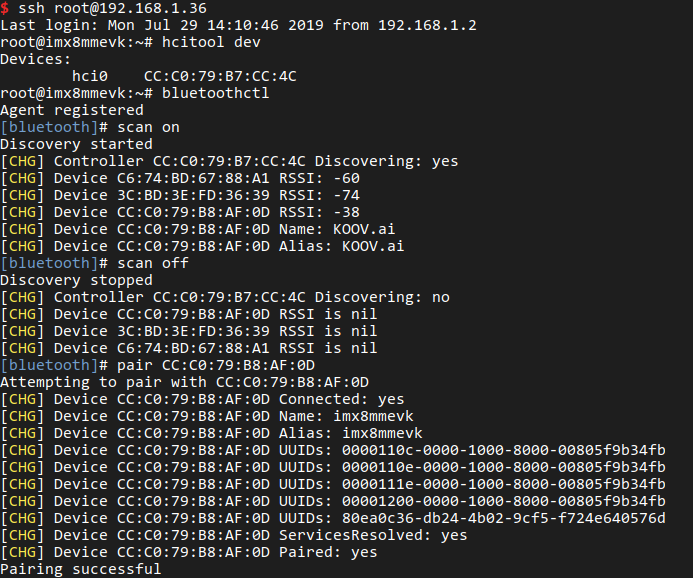 $ ssh root@192.168.1.36
Last login: Mon Jul 29 14:10:46 2019 from 192.168.1.2
root@imx8mmevk:~# hcitool dev
Devices:
        hci0    CC:C0:79:B7:CC:4C
root@imx8mmevk:~# bluetoothctl
Agent registered
[bluetooth]# scan on
Discovery started
[CHG] Controller CC:C0:79:B7:CC:4C Discovering: yes
[CHG] Device C6:74:BD:67:88:A1 RSSI: -60
[CHG] Device 3C:BD:3E:FD:36:39 RSSI: -74
[CHG] Device CC:C0:79:B8:AF:0D RSSI: -38
[CHG] Device CC:C0:79:B8:AF:0D Name: KOOV.ai
[CHG] Device CC:C0:79:B8:AF:0D Alias: KOOV.ai
[bluetooth]# scan off
Discovery stopped
[CHG] Controller CC:C0:79:B7:CC:4C Discovering: no
[CHG] Device CC:C0:79:B8:AF:0D RSSI is nil
[CHG] Device 3C:BD:3E:FD:36:39 RSSI is nil
[CHG] Device C6:74:BD:67:88:A1 RSSI is nil
[bluetooth]# pair CC:C0:79:B8:AF:0D
Attempting to pair with CC:C0:79:B8:AF:0D
[CHG] Device CC:C0:79:B8:AF:0D Connected: yes
[CHG] Device CC:C0:79:B8:AF:0D Name: imx8mmevk
[CHG] Device CC:C0:79:B8:AF:0D Alias: imx8mmevk
[CHG] Device CC:C0:79:B8:AF:0D UUIDs: 0000110c-0000-1000-8000-00805f9b34fb
[CHG] Device CC:C0:79:B8:AF:0D UUIDs: 0000110e-0000-1000-8000-00805f9b34fb
[CHG] Device CC:C0:79:B8:AF:0D UUIDs: 0000111e-0000-1000-8000-00805f9b34fb
[CHG] Device CC:C0:79:B8:AF:0D UUIDs: 00001200-0000-1000-8000-00805f9b34fb
[CHG] Device CC:C0:79:B8:AF:0D UUIDs: 80ea0c36-db24-4b02-9cf5-f724e640576d
[CHG] Device CC:C0:79:B8:AF:0D ServicesResolved: yes
[CHG] Device CC:C0:79:B8:AF:0D Paired: yes
Pairing successful